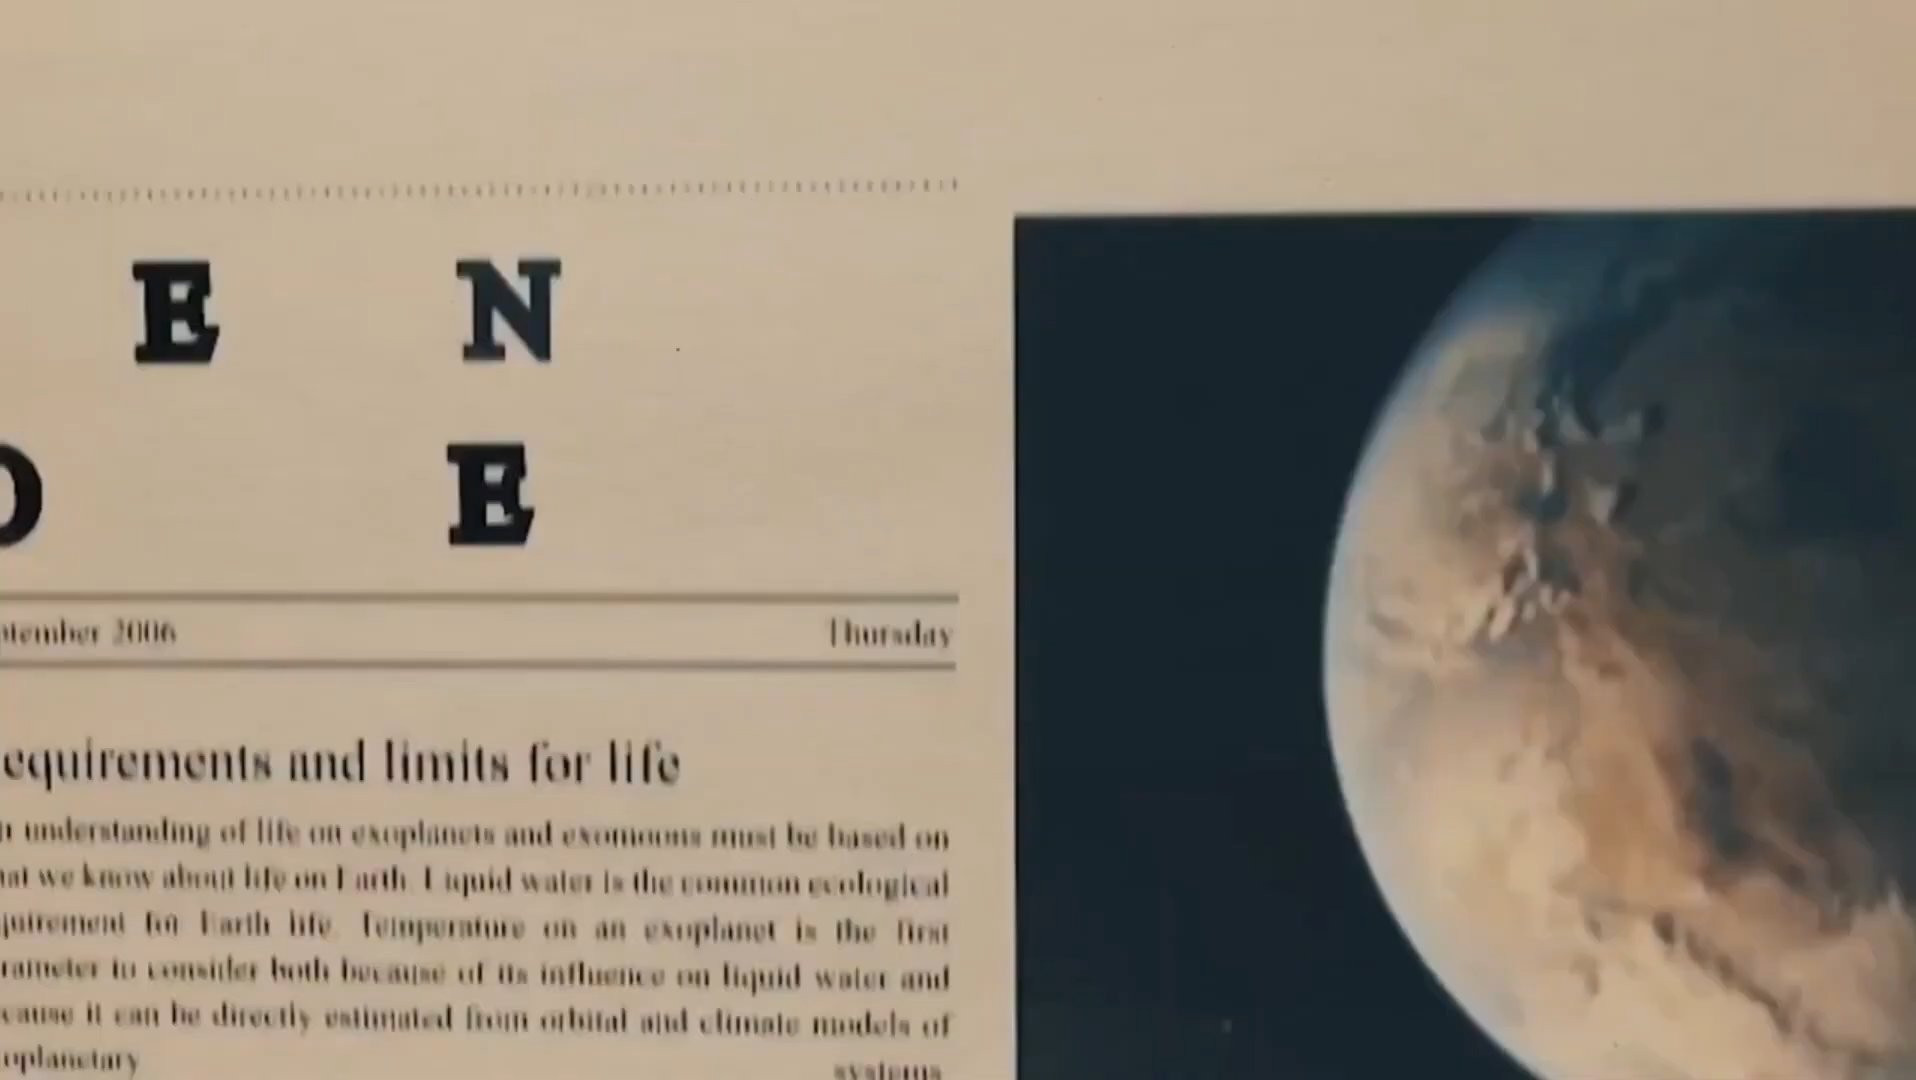 E N
O E
ptember 2006 Thursday
equirements and limits for life
n understanding of life on exoplanets and exomoons must be based on
hat we know about life on Earth. Liquid water is the common ecological
quirement for Earth life. Temperature on an exoplanet is the first
rameter to consider both because of its influence on liquid water and
cause it can be directly estimated from orbital and climate models of
oplanetary systems